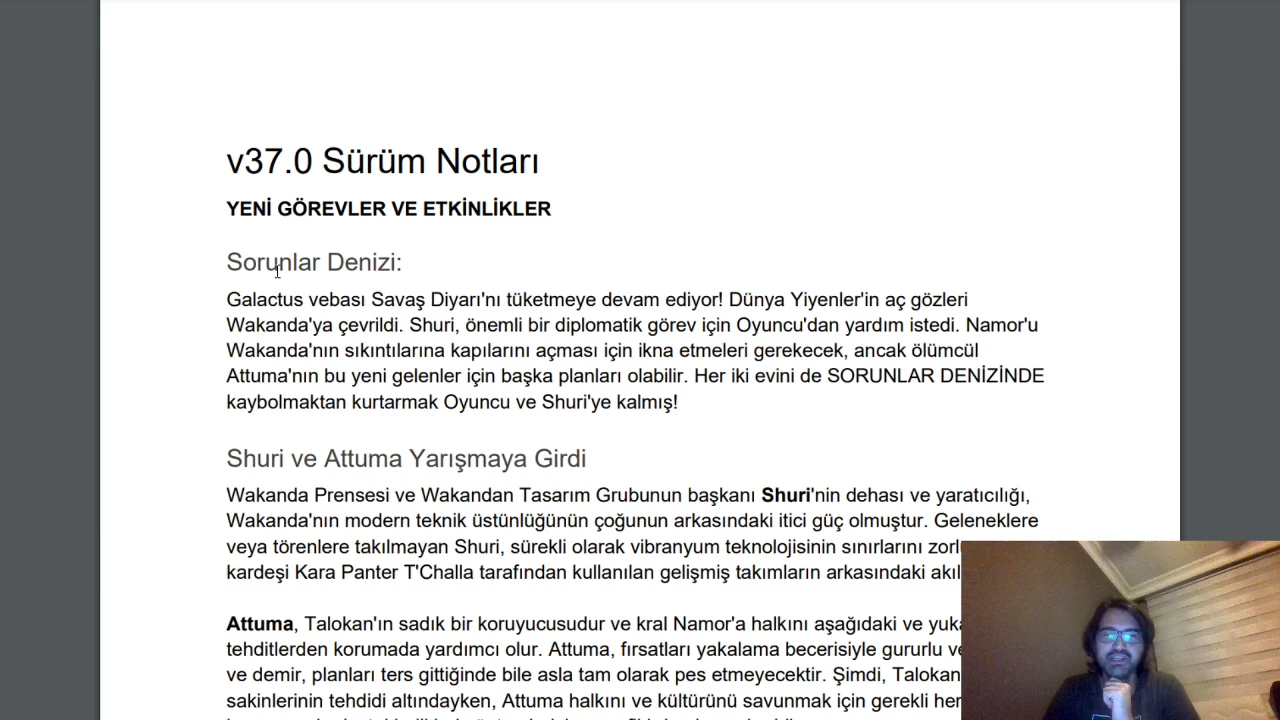 v37.0 Sürüm Notları
YENİ GÖREVLER VE ETKİNLİKLER
Sorunlar Denizi:
Galactus vebası Savaş Diyarı'nı tüketmeye devam ediyor! Dünya Yiyenler'in aç gözleri
Wakanda'ya çevrildi. Shuri, önemli bir diplomatik görev için Oyuncu'dan yardım istedi. Namor'u
Wakanda'nın sıkıntılarına kapılarını açması için ikna etmeleri gerekecek, ancak ölümcül
Attuma'nın bu yeni gelenler için başka planları olabilir. Her iki evini de SORUNLAR DENİZİNDE
kaybolmaktan kurtarmak Oyuncu ve Shuri'ye kalmış!
Shuri ve Attuma Yarışmaya Girdi
Wakanda Prensesi ve Wakandan Tasarım Grubunun başkanı Shuri'nin dehası ve yaratıcılığı,
Wakanda'nın modern teknik üstünlüğünün çoğunun arkasındaki itici güç olmuştur. Geleneklere
veya törenlere takılmayan Shuri, sürekli olarak vibranyum teknolojisinin sınırlarını
kardeşi Kara Panter T'Challa tarafından kullanılan gelişmiş takımların arkasındaki
Attuma, Talokan'ın sadık bir koruyucusudur ve kral Namor'a halkını aşağıdaki ve
tehditlerden korumada yardımcı olur. Attuma, fırsatları yakalama becerisiyle gururlu
ve demir, planları ters gittiğinde bile asla tam olarak pes etmeyecektir. Şimdi,
sakinlerinin tehdidi altındayken, Attuma halkını ve kültürünü savunmak için gerekli